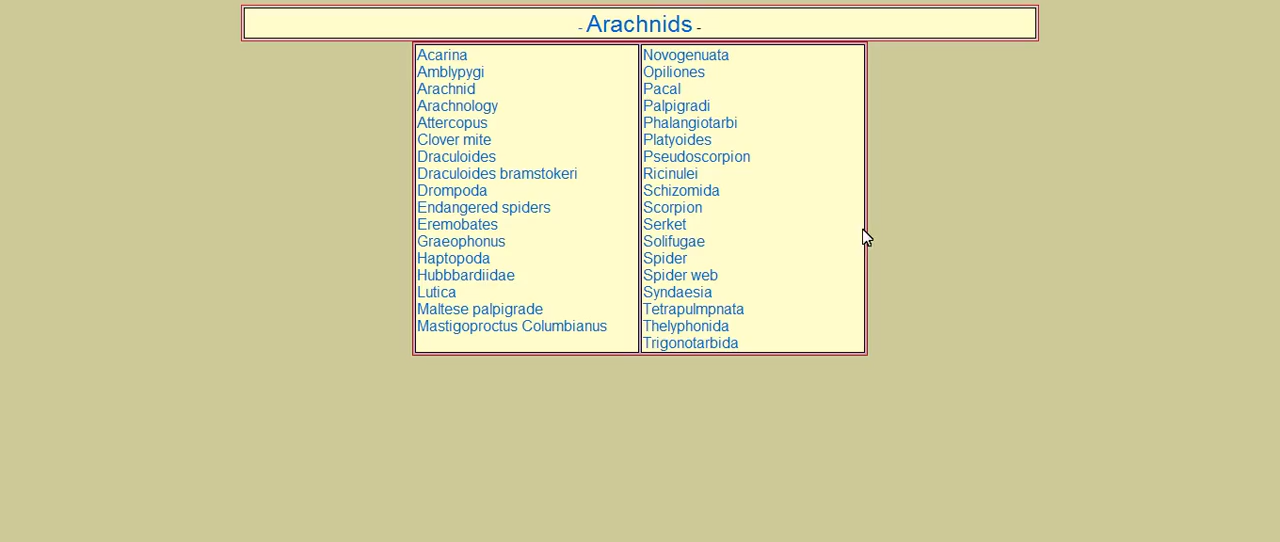 - Arachnids -
Acarina
Amblypygi
Arachnid
Arachnology
Attercopus
Clover mite
Draculoides
Draculoides bramstokeri
Drompoda
Endangered spiders
Eremobates
Graeophonus
Haptopoda
Hubbbardiidae
Lutica
Maltese palpigrade
Mastigoproctus Columbianus
Novogenuata
Opiliones
Pacal
Palpigradi
Phalangiotarbi
Platyoides
Pseudoscorpion
Ricinulei
Schizomida
Scorpion
Serket
Solifugae
Spider
Spider web
Syndaesia
Tetrapulmpnata
Thelyphonida
Trigonotarbida